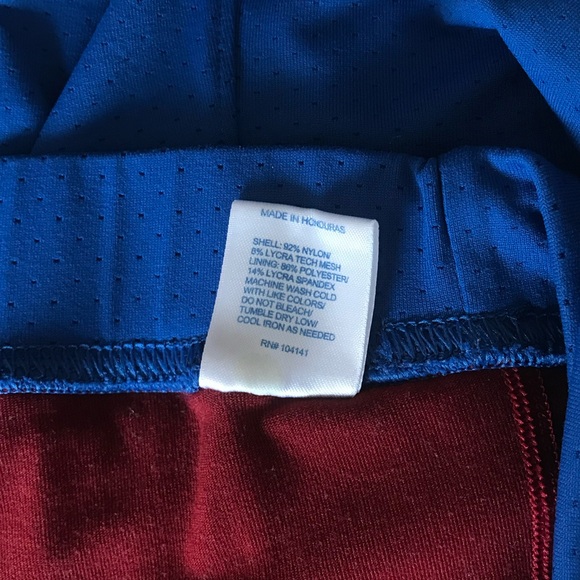 MADE IN HONDURAS
SHELL: 92% NYLON/
8% LYCRA TECH MESH
LINING: 86% POLYESTER/
14% LYCRA SPANDEX
MACHINE WASH COLD
WITH LIKE COLORS/
DO NOT BLEACH/
TUMBLE DRY LOW/
COOL IRON AS NEEDED
RN# 104141